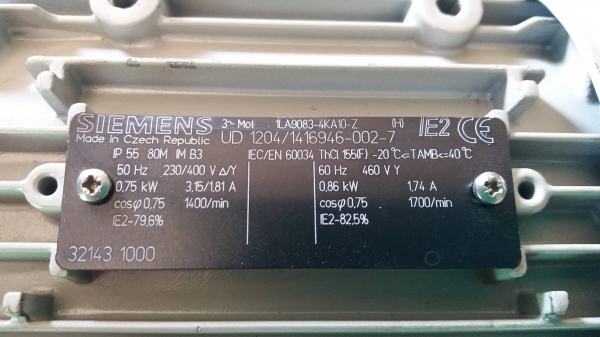 SIEMENS 3~ Mot. 1LA9083-4KA10-Z (H) IE2 CE
Made in Czech Republic UD 1204/1416946-002-7
IP 55 80M IM B3 IEC/EN 60034 Th.Cl. 155(F) -20°C<=TAMB<=40°C
50 Hz 230/400 V Δ/Y 60 Hz 460 V Y
0,75 kW 3,15/1,81 A 0,86 kW 1,74 A
cosφ 0,75 1400/min cosφ 0,75 1700/min
IE2-79,6% IE2-82,5%
32143 1000